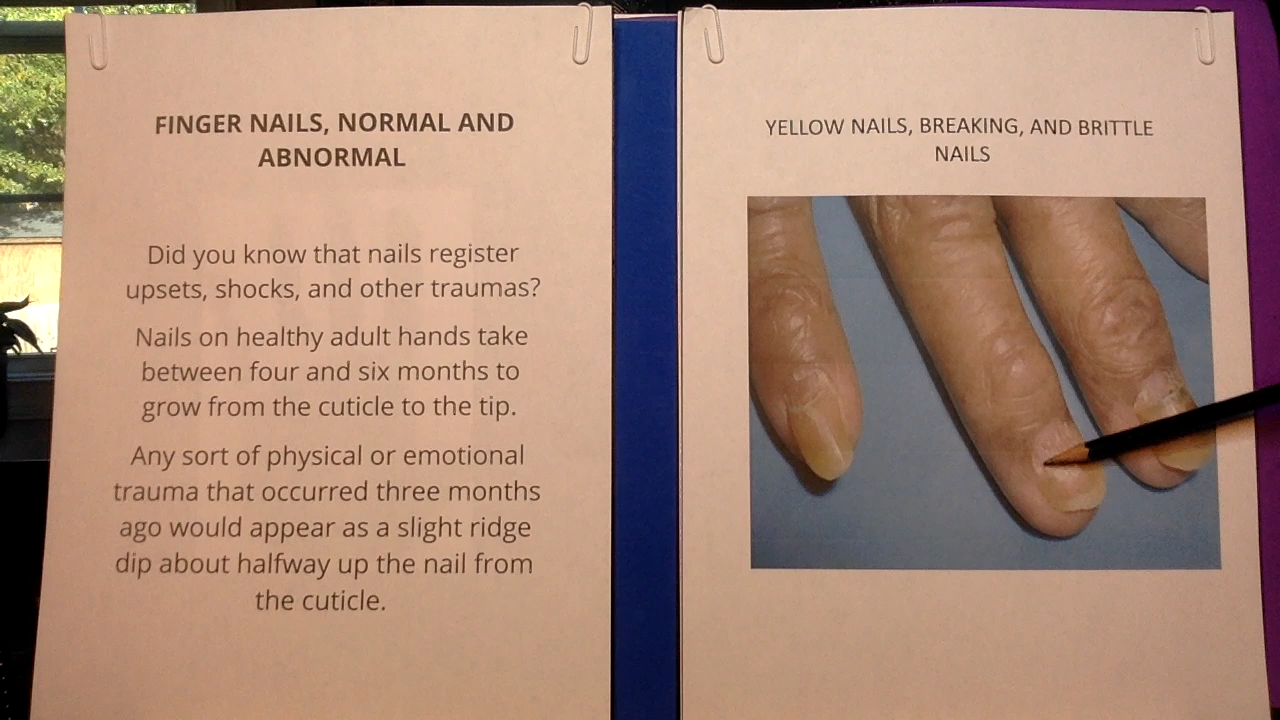 FINGER NAILS, NORMAL AND
ABNORMAL
Did you know that nails register
upsets, shocks, and other traumas?
Nails on healthy adult hands take
between four and six months to
grow from the cuticle to the tip.
Any sort of physical or emotional
trauma that occurred three months
ago would appear as a slight ridge
dip about halfway up the nail from
the cuticle.
YELLOW NAILS, BREAKING, AND BRITTLE
NAILS